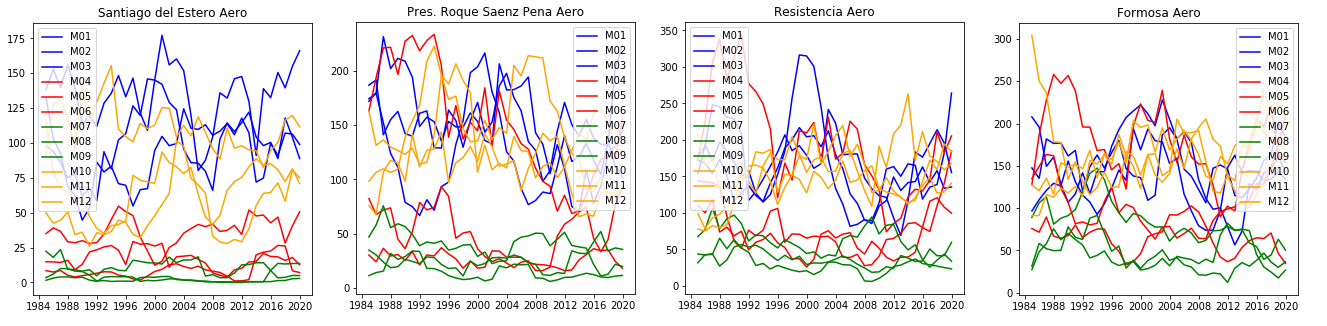 Santiago del Estero Aero
175
150
125
100
75
50
25
0
M01
M02
M03
M04
M05
M06
M07
M08
M09
M10
M11
M12
1984 1988 1992 1996 2000 2004 2008 2012 2016 2020
Pres. Roque Saenz Pena Aero
200
150
100
50
0
M01
M02
M03
M04
M05
M06
M07
M08
M09
M10
M11
M12
1984 1988 1992 1996 2000 2004 2008 2012 2016 2020
Resistencia Aero
350
300
250
200
150
100
50
0
M01
M02
M03
M04
M05
M06
M07
M08
M09
M10
M11
M12
1984 1988 1992 1996 2000 2004 2008 2012 2016 2020
Formosa Aero
300
250
200
150
100
50
0
M01
M02
M03
M04
M05
M06
M07
M08
M09
M10
M11
M12
1984 1988 1992 1996 2000 2004 2008 2012 2016 2020